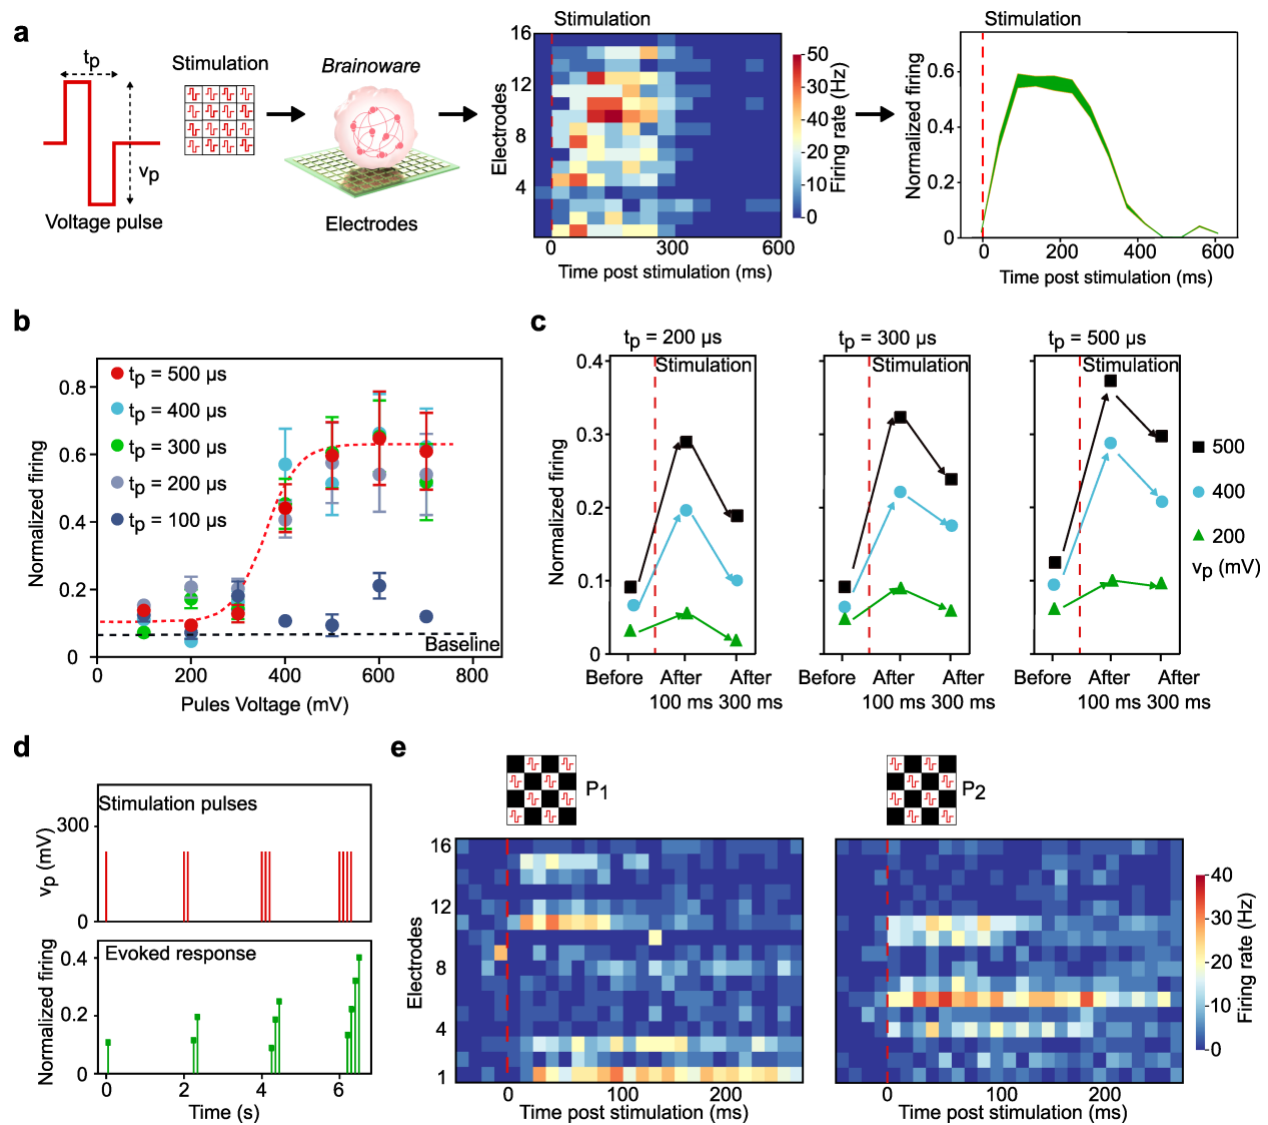 a
tp
vp
Voltage pulse
Stimulation
Brainoware
Electrodes
Stimulation
16
12
8
4
Electrodes
0
300
600
Time post stimulation (ms)
50
40
30
20
10
0
Firing rate (Hz)
Stimulation
0.6
0.4
0.2
0
Normalized firing
0
200
400
600
Time post stimulation (ms)
b
tp = 500 µs
tp = 400 µs
tp = 300 µs
tp = 200 µs
tp = 100 µs
0.8
0.6
0.4
0.2
0
Normalized firing
Baseline
0
200
400
600
800
Pules Voltage (mV)
c
tp = 200 µs
Stimulation
0.4
0.3
0.2
0.1
0
Normalized firing
Before
After
After
100 ms
300 ms
tp = 300 µs
Stimulation
Before
After
After
100 ms
300 ms
tp = 500 µs
Stimulation
Before
After
After
100 ms
300 ms
500
400
200
vp (mV)
d
Stimulation pulses
300
0
vp (mV)
Evoked response
0.4
0.2
0
Normalized firing
0
2
4
6
Time (s)
e
P1
16
12
8
4
1
Electrodes
0
100
200
Time post stimulation (ms)
P2
0
100
200
Time post stimulation (ms)
40
30
20
10
0
Firing rate (Hz)